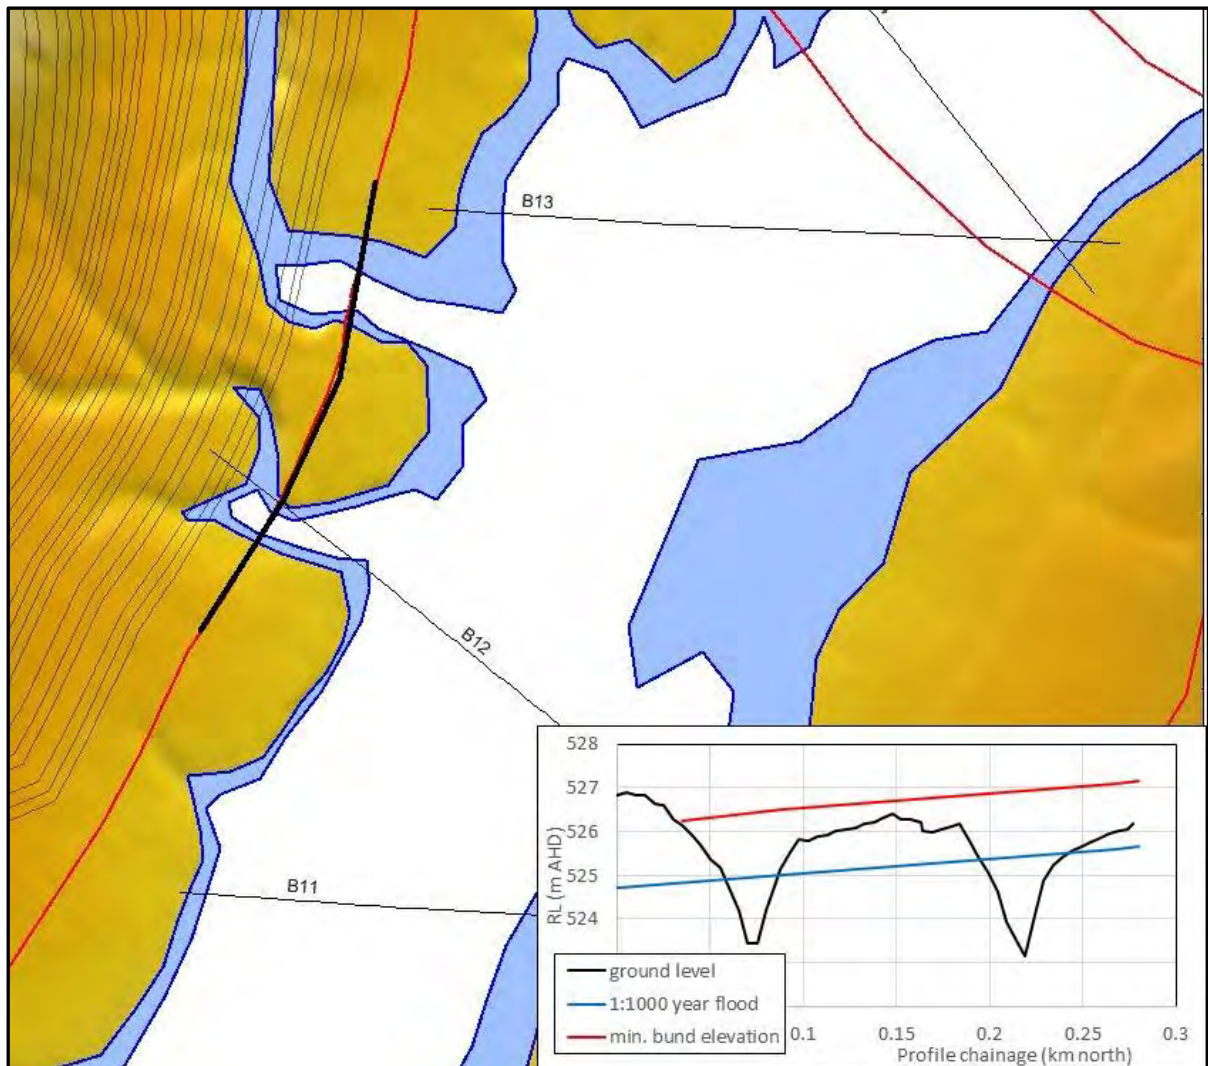 B13
B12
B11
528
527
526
525
524
RL (m AHD)
ground level
1:1000 year flood
min. bund elevation
0.1
0.15
0.2
0.25
0.3
Profile chainage (km north)